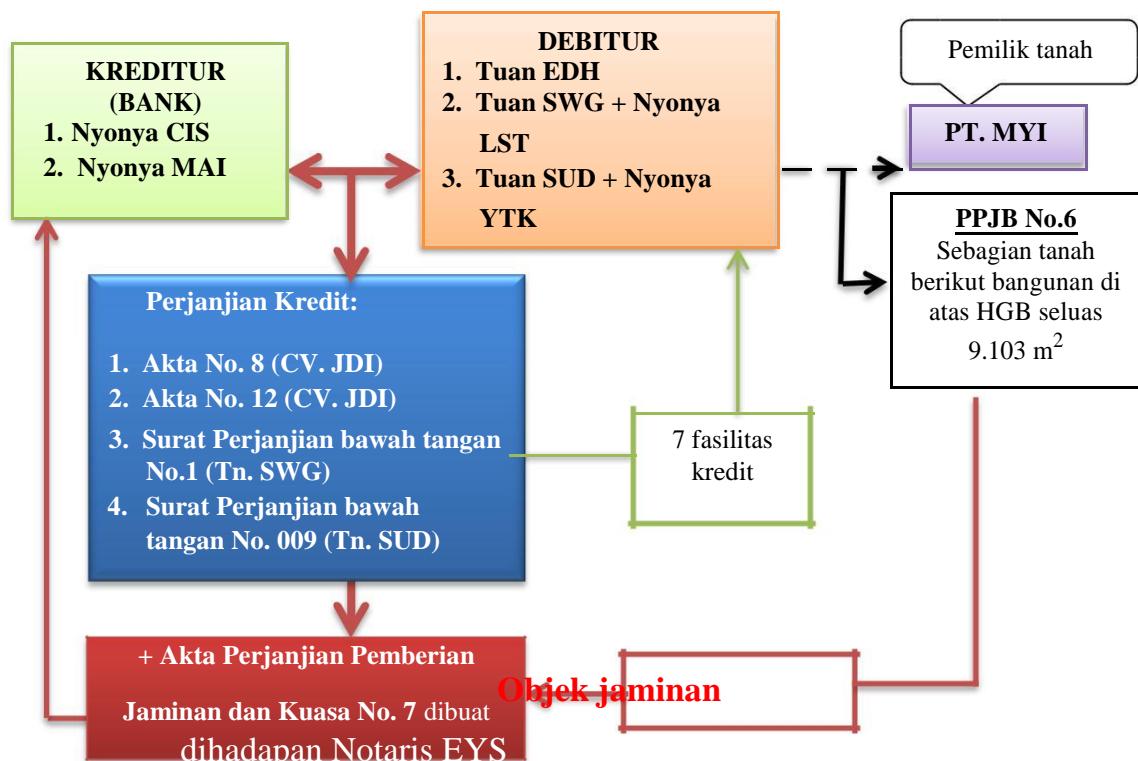 KREDITUR
(BANK)
1. Nyonya CIS
2. Nyonya MAI
DEBITUR
1. Tuan EDH
2. Tuan SWG + Nyonya
LST
3. Tuan SUD + Nyonya
YTK
Pemilik tanah
PT. MYI
PPJB No.6
Sebagian tanah
berikut bangunan di
atas HGB seluas
9.103 m²
Perjanjian Kredit:
1. Akta No. 8 (CV. JDI)
2. Akta No. 12 (CV. JDI)
3. Surat Perjanjian bawah tangan
No.1 (Tn. SWG)
4. Surat Perjanjian bawah
tangan No. 009 (Tn. SUD)
7 fasilitas
kredit
+ Akta Perjanjian Pemberian
Jaminan dan Kuasa No. 7 dibuat
dihadapan Notaris EYS
Objek jaminan